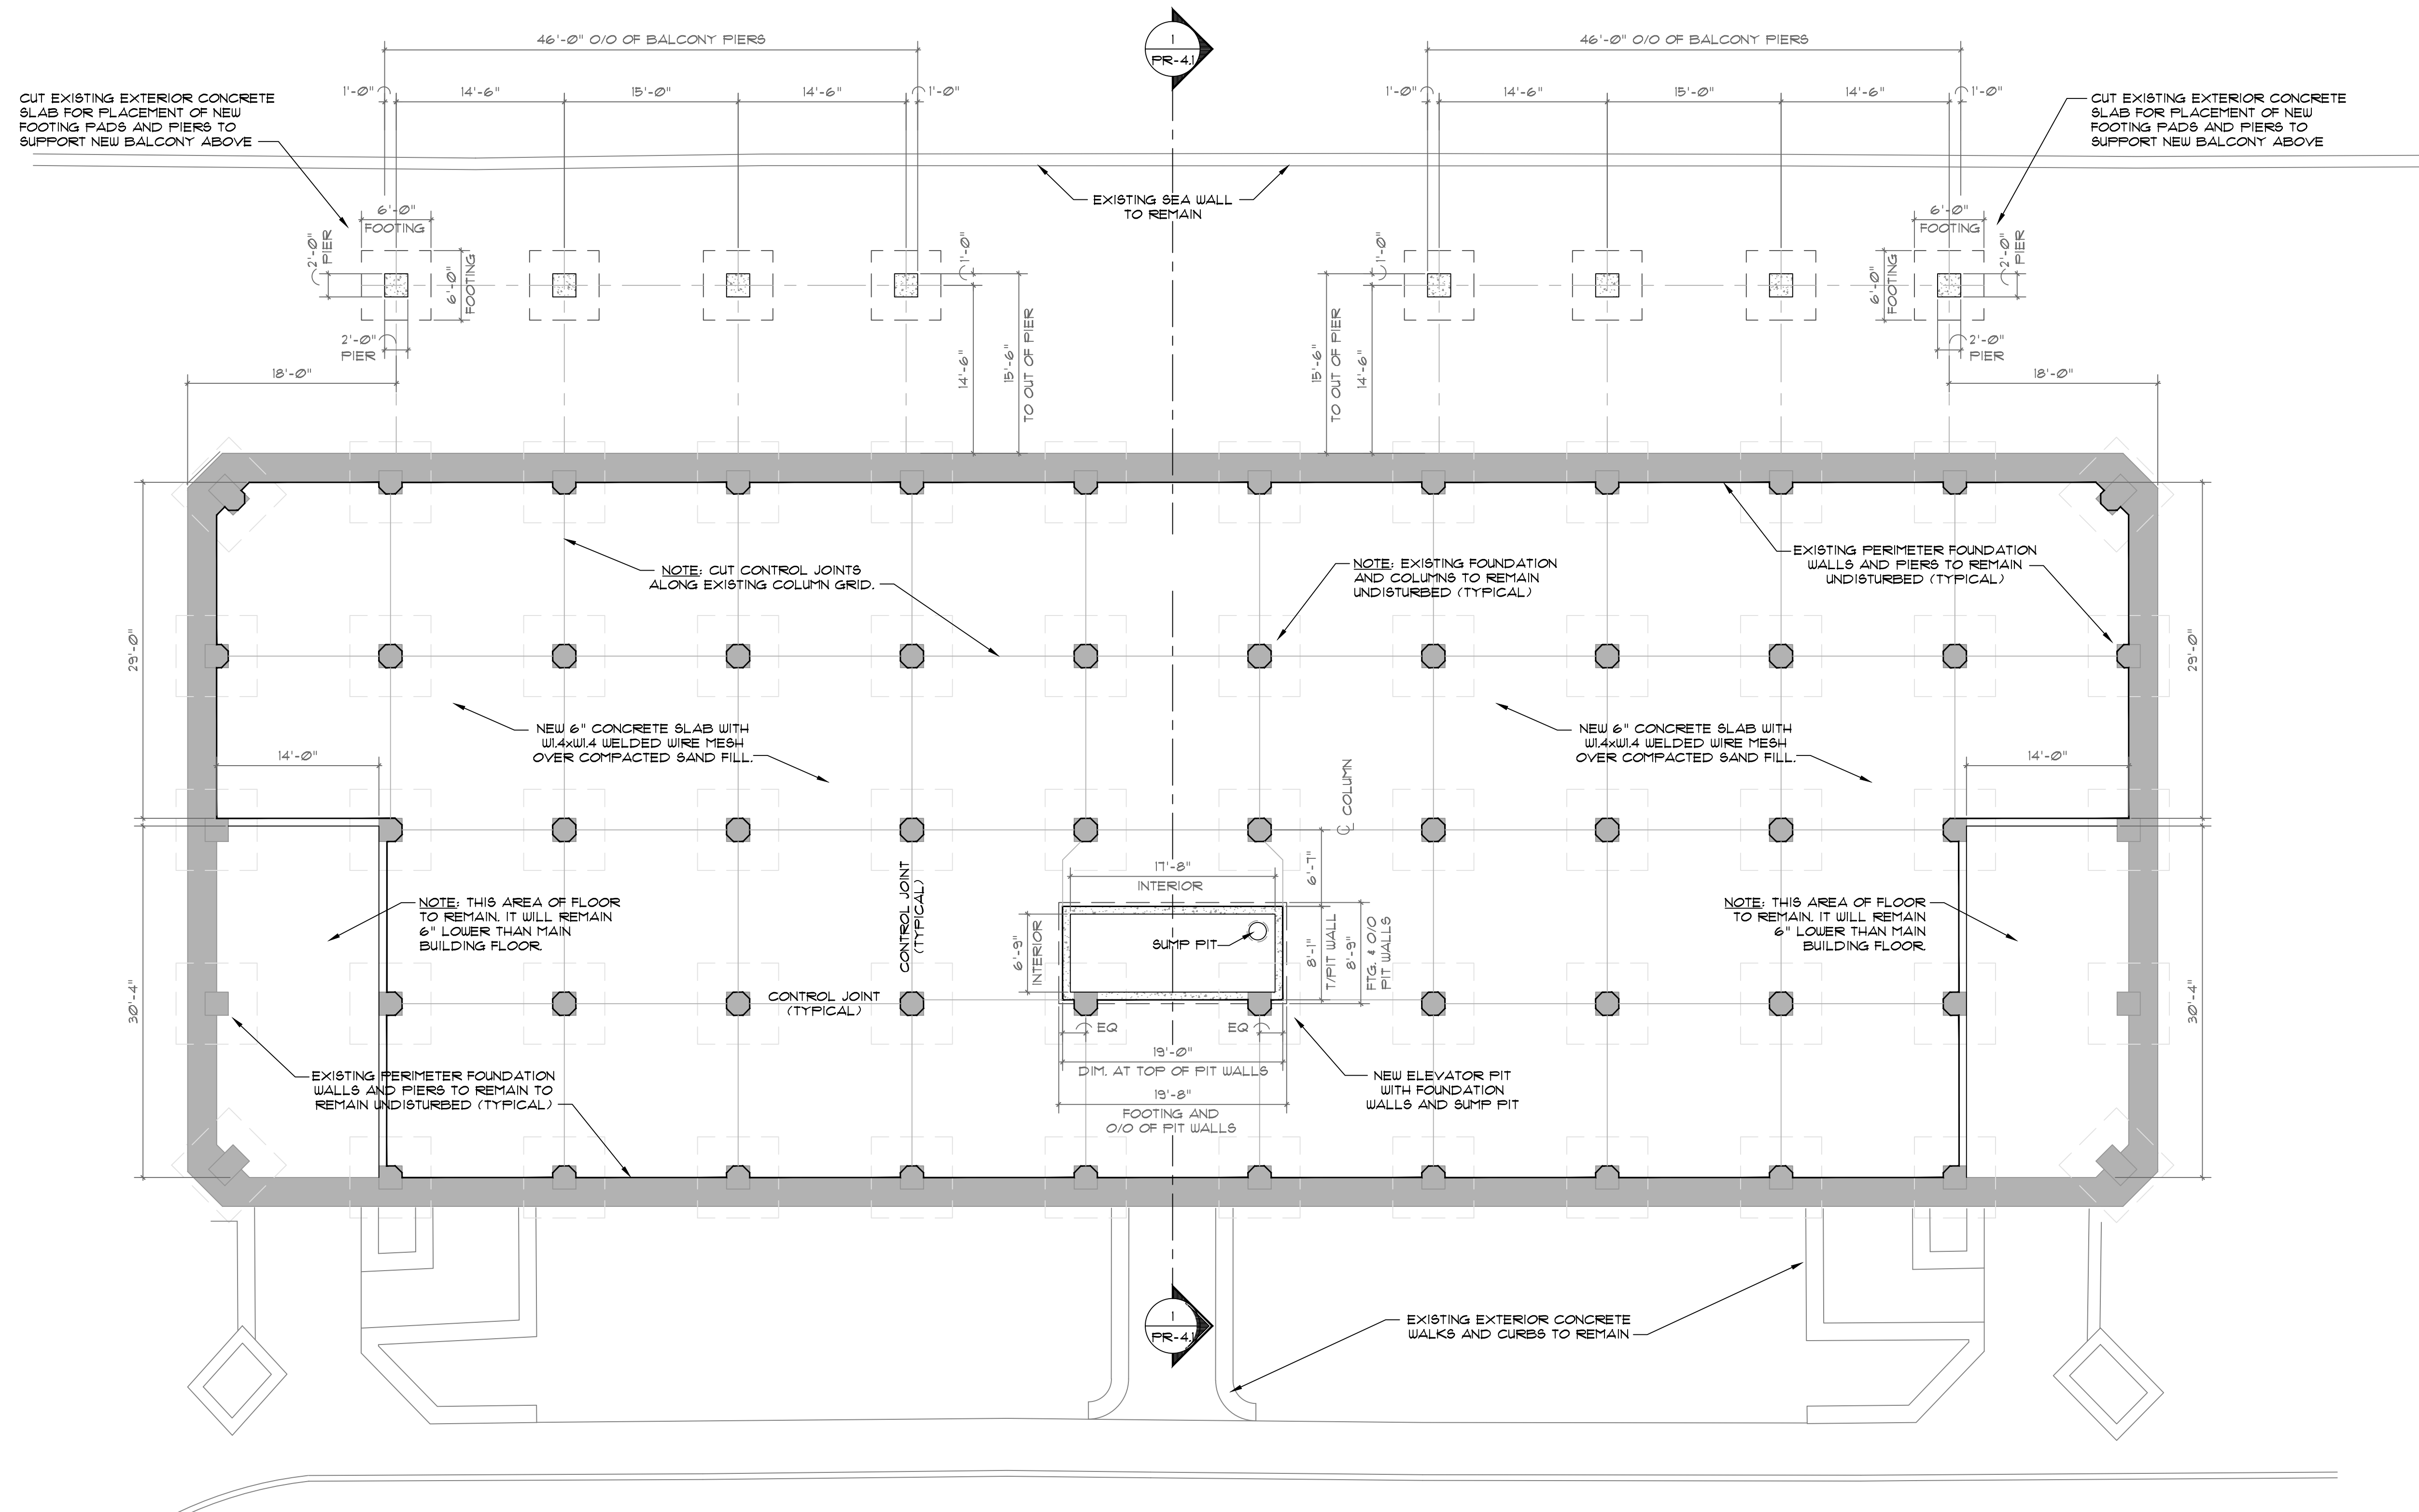 46'-0" O/O OF BALCONY PIERS
46'-0" O/O OF BALCONY PIERS
1
PR-4.1
1'-0"
14'-6"
15'-0"
14'-6"
1'-0"
1'-0"
14'-6"
15'-0"
14'-6"
1'-0"
CUT EXISTING EXTERIOR CONCRETE
SLAB FOR PLACEMENT OF NEW
FOOTING PADS AND PIERS TO
SUPPORT NEW BALCONY ABOVE
CUT EXISTING EXTERIOR CONCRETE
SLAB FOR PLACEMENT OF NEW
FOOTING PADS AND PIERS TO
SUPPORT NEW BALCONY ABOVE
EXISTING SEA WALL
TO REMAIN
6'-0"
FOOTING
2'-0"
PIER
6'-0"
FOOTING
2'-0"
PIER
18'-0"
1'-0"
14'-6"
15'-6"
TO OUT OF PIER
1'-0"
15'-6"
TO OUT OF PIER
14'-6"
6'-0"
FOOTING
2'-0"
PIER
6'-0"
FOOTING
2'-0"
PIER
18'-0"
NOTE: CUT CONTROL JOINTS
ALONG EXISTING COLUMN GRID.
NOTE: EXISTING FOUNDATION
AND COLUMNS TO REMAIN
UNDISTURBED (TYPICAL)
EXISTING PERIMETER FOUNDATION
WALLS AND PIERS TO REMAIN
UNDISTURBED (TYPICAL)
29'-0"
29'-0"
NEW 6" CONCRETE SLAB WITH
W1.4xW1.4 WELDED WIRE MESH
OVER COMPACTED SAND FILL.
NEW 6" CONCRETE SLAB WITH
W1.4xW1.4 WELDED WIRE MESH
OVER COMPACTED SAND FILL.
14'-0"
14'-0"
℄ COLUMN
6'-7"
17'-8"
INTERIOR
6'-9"
INTERIOR
SUMP PIT
8'-1"
T/PIT WALL
8'-9"
FTG. & O/O
PIT WALLS
NOTE: THIS AREA OF FLOOR
TO REMAIN. IT WILL REMAIN
6" LOWER THAN MAIN
BUILDING FLOOR.
CONTROL JOINT
(TYPICAL)
NOTE: THIS AREA OF FLOOR
TO REMAIN. IT WILL REMAIN
6" LOWER THAN MAIN
BUILDING FLOOR.
30'-4"
CONTROL JOINT
(TYPICAL)
30'-4"
EQ
EQ
19'-0"
DIM. AT TOP OF PIT WALLS
19'-8"
FOOTING AND
O/O OF PIT WALLS
EXISTING PERIMETER FOUNDATION
WALLS AND PIERS TO REMAIN TO
REMAIN UNDISTURBED (TYPICAL)
NEW ELEVATOR PIT
WITH FOUNDATION
WALLS AND SUMP PIT
1
PR-4.1
EXISTING EXTERIOR CONCRETE
WALKS AND CURBS TO REMAIN